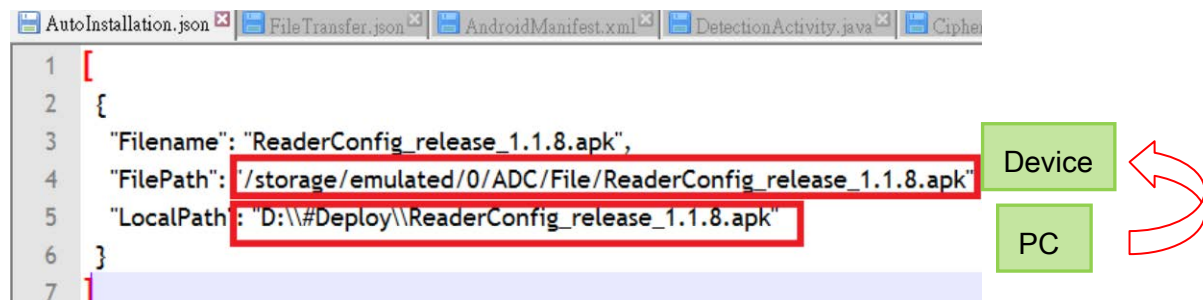 AutoInstallation.json FileTransfer.json AndroidManifest.xml DetectionActivity.java
1 [
2 {
3 "Filename": "ReaderConfig_release_1.1.8.apk",
4 "FilePath": "/storage/emulated/0/ADC/File/ReaderConfig_release_1.1.8.apk"
5 "LocalPath": "D:\\#Deploy\\ReaderConfig_release_1.1.8.apk"
6 }
7 ]
Device
PC